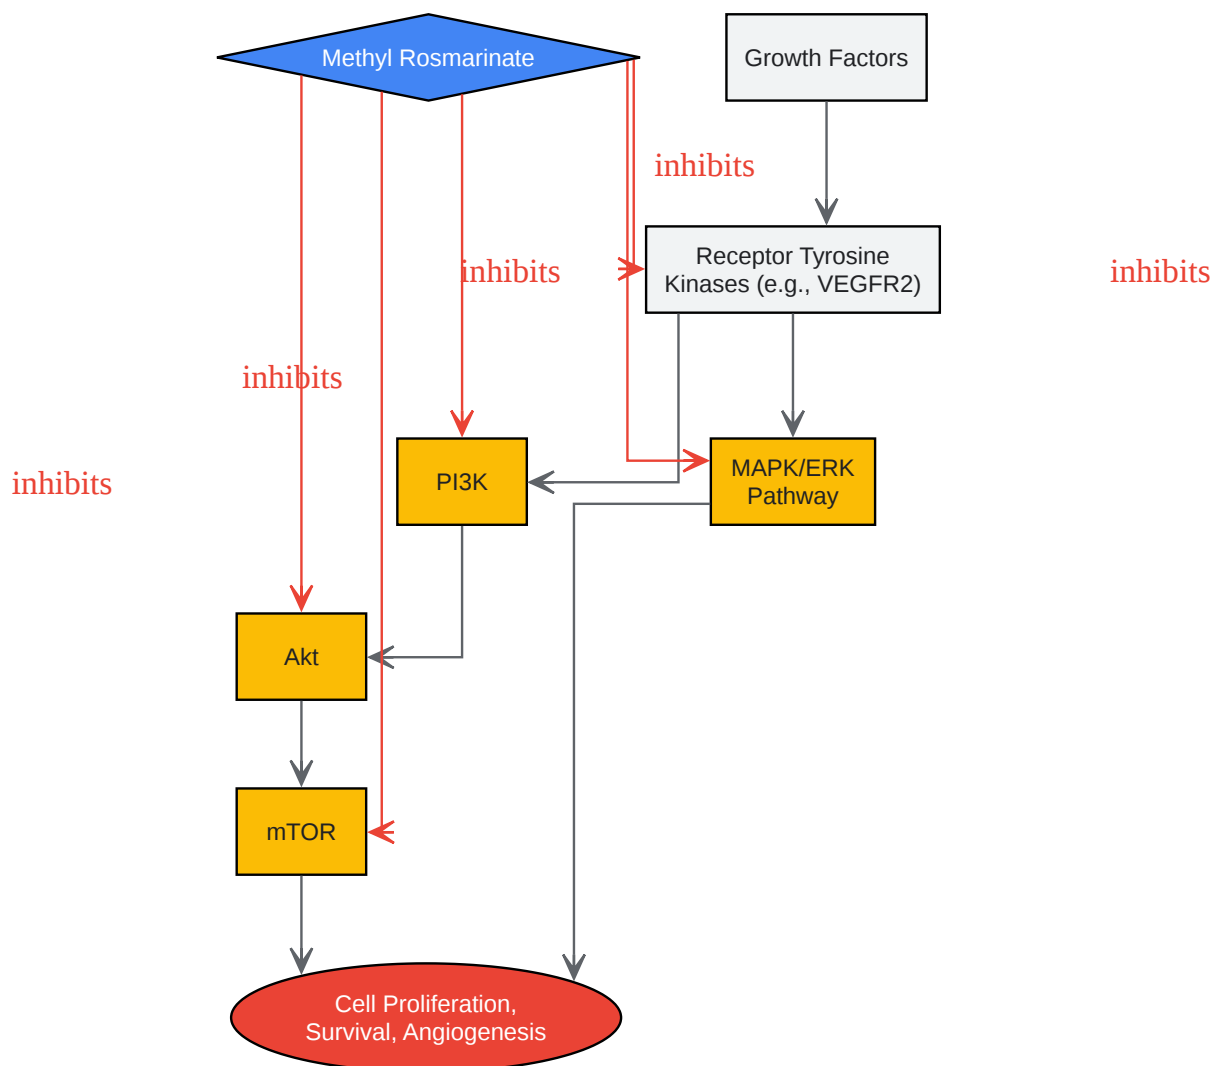 Methyl Rosmarinate
Growth Factors
inhibits
Receptor Tyrosine
Kinases (e.g., VEGFR2)
inhibits
inhibits
inhibits
inhibits
PI3K
MAPK/ERK
Pathway
Akt
mTOR
Cell Proliferation,
Survival, Angiogenesis